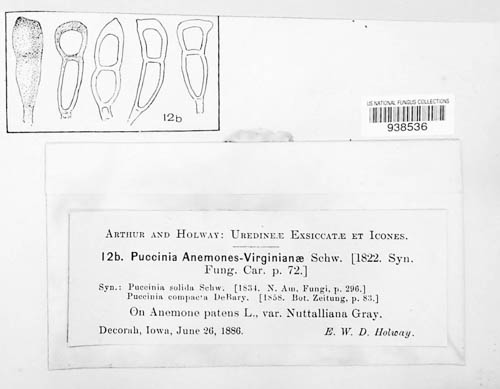 12b
US NATIONAL FUNGUS COLLECTIONS
938536
ARTHUR AND HOLWAY: UREDINEÆ EXSICCATÆ ET ICONES.
12b. Puccinia Anemones-Virginianæ Schw. [1822. Syn.
Fung. Car. p. 72.]
Syn.: Puccinia solida Schw. [1834. N. Am. Fungi, p. 296.]
Puccinia compacta DeBary. [1858. Bot. Zeitung, p. 83.]
On Anemone patens L., var. Nuttalliana Gray.
Decorah, Iowa, June 26, 1886. E. W. D. Holway.